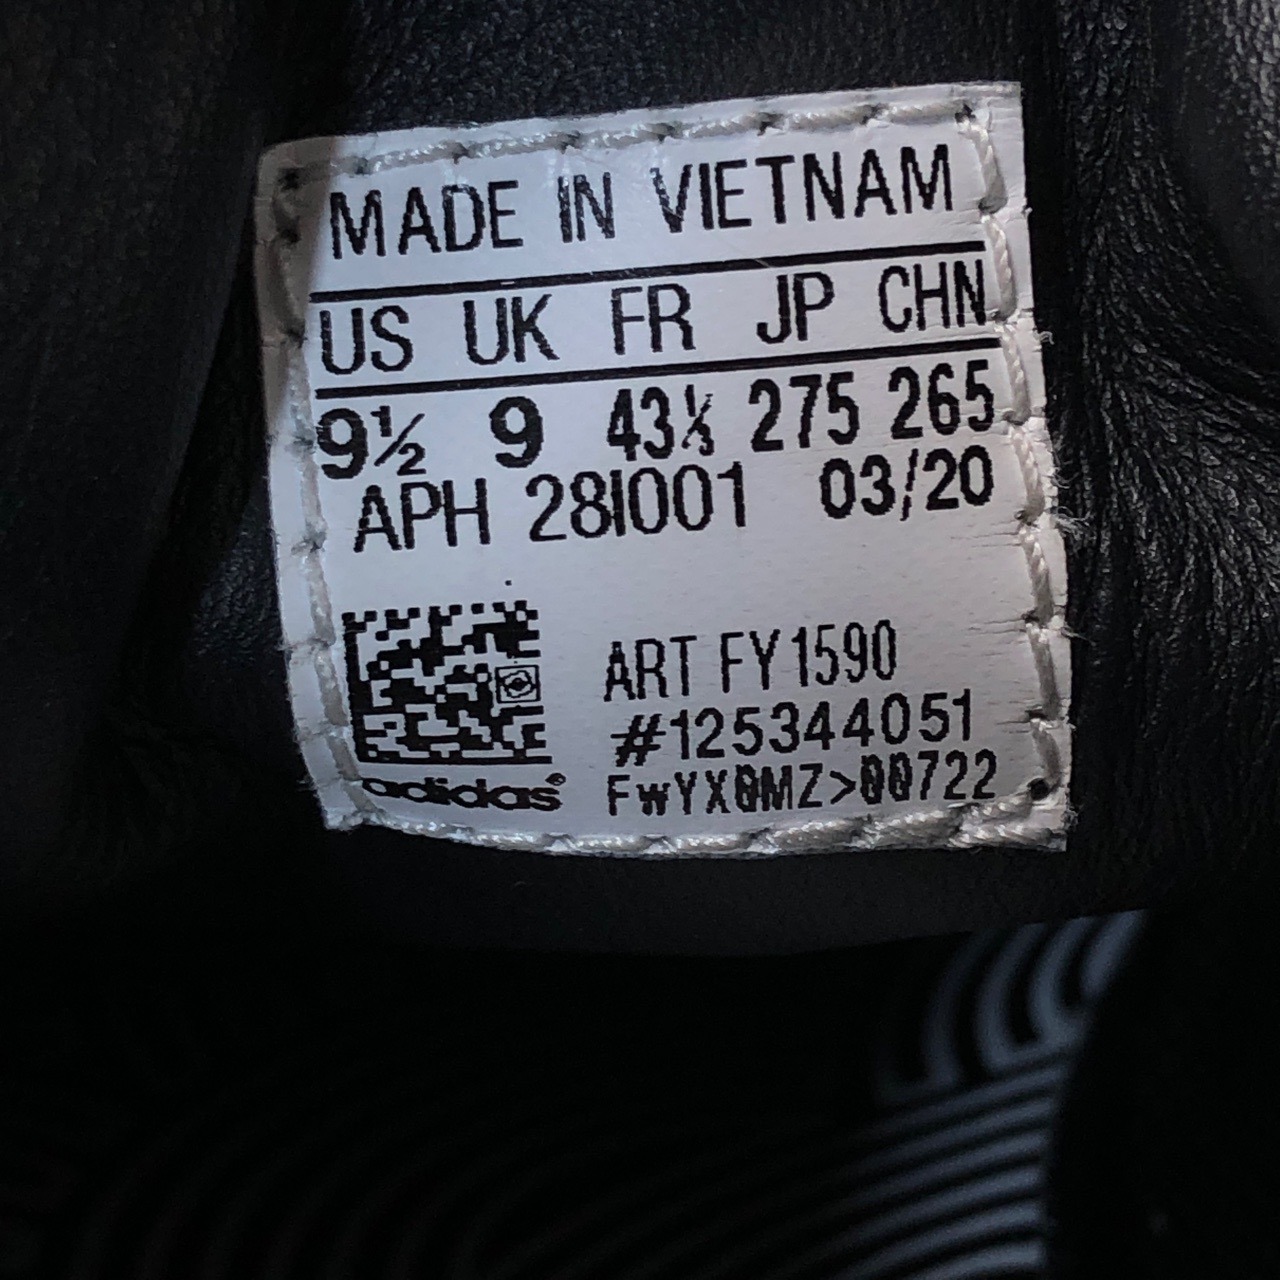 MADE IN VIETNAM
US UK FR JP CHN
9½ 9 43⅓ 275 265
APH 28I001 03/20
ART FY1590
#125344051
adidas®
FwYX0MZ>00722